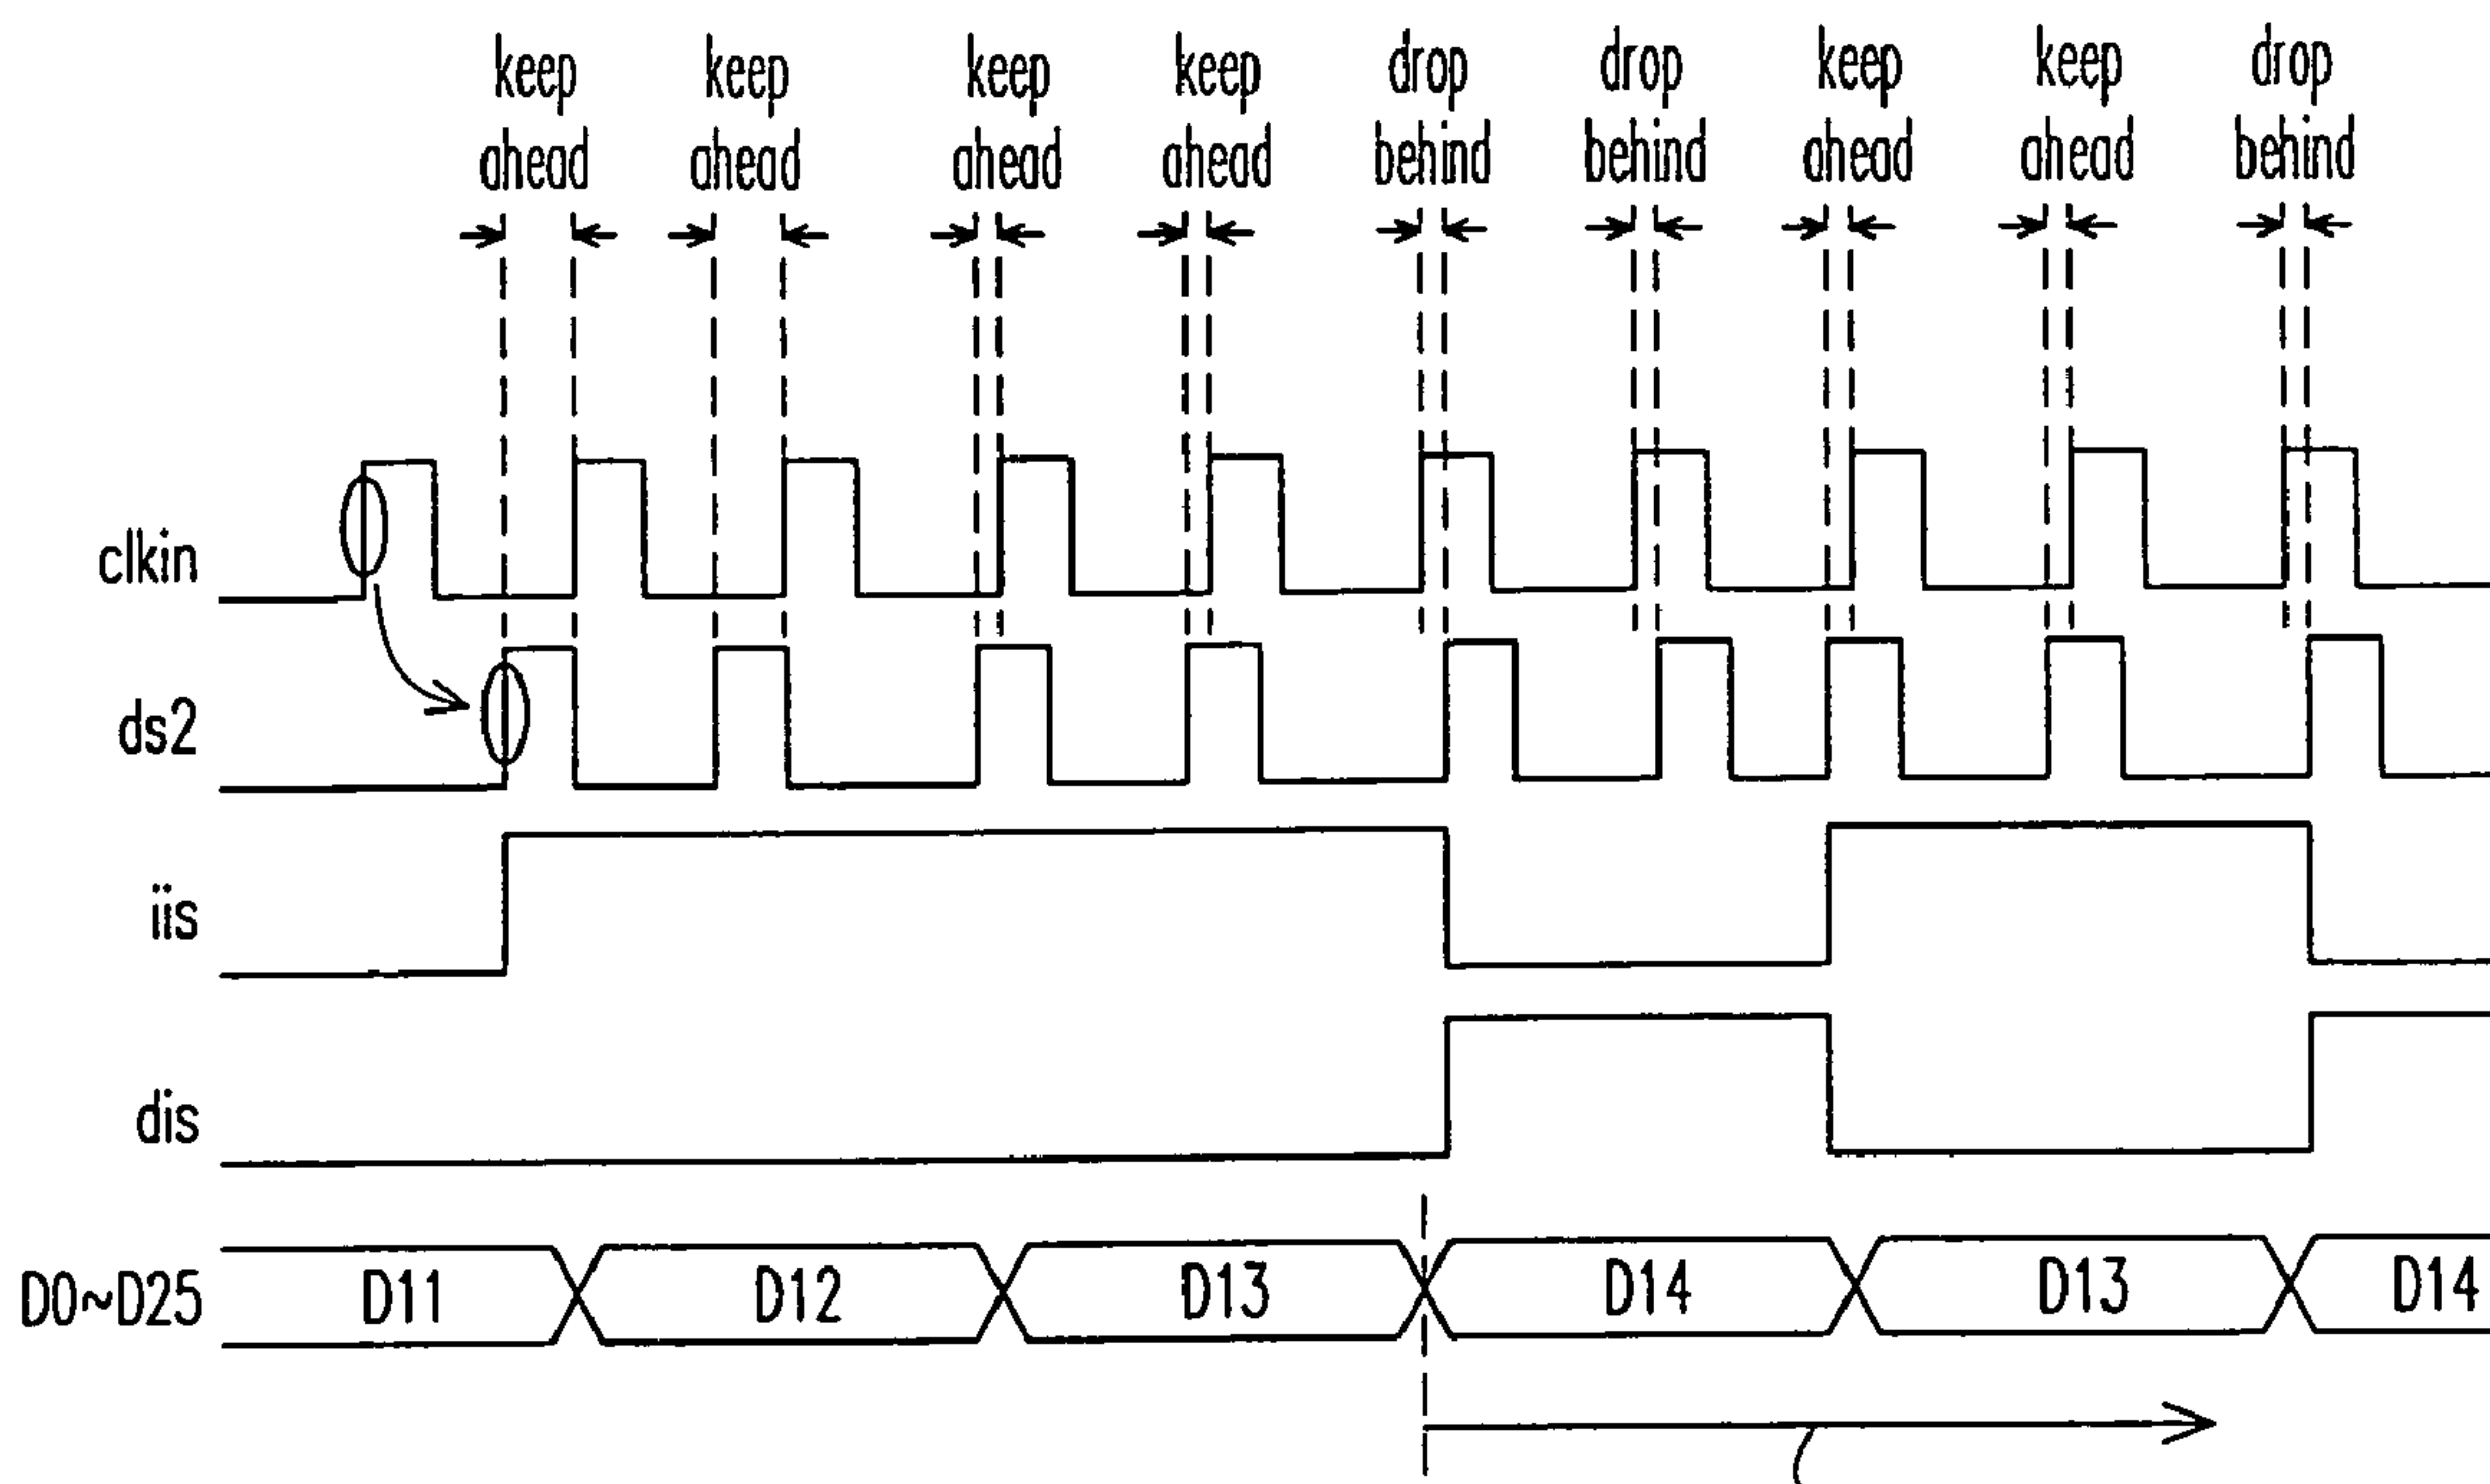 keep ahead
keep ahead
keep ahead
keep ahead
drop behind
drop behind
keep ahead
keep ahead
drop behind
clkin
ds2
iis
dis
D0~D25
D11 D12 D13 D14 D13 D14